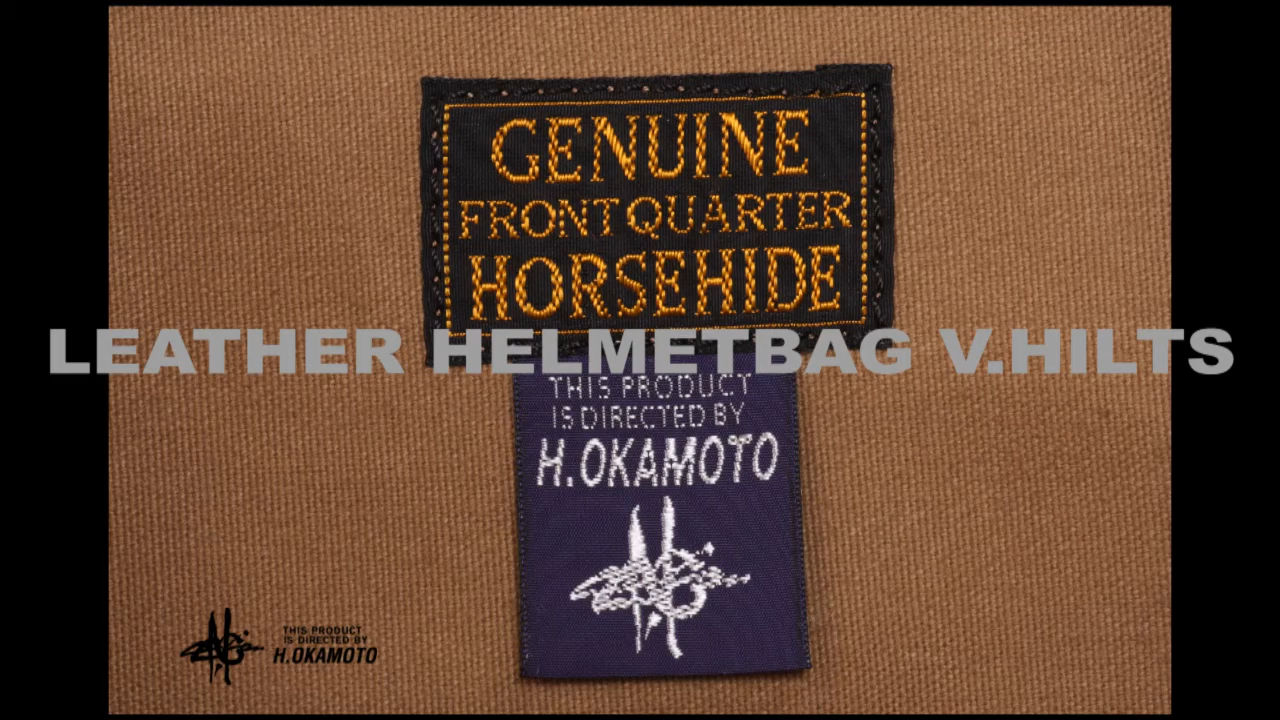 GENUINE
FRONT QUARTER
HORSEHIDE
LEATHER HELMETBAG V.HILTS
THIS PRODUCT
IS DIRECTED BY
H.OKAMOTO
THIS PRODUCT
IS DIRECTED BY
H.OKAMOTO